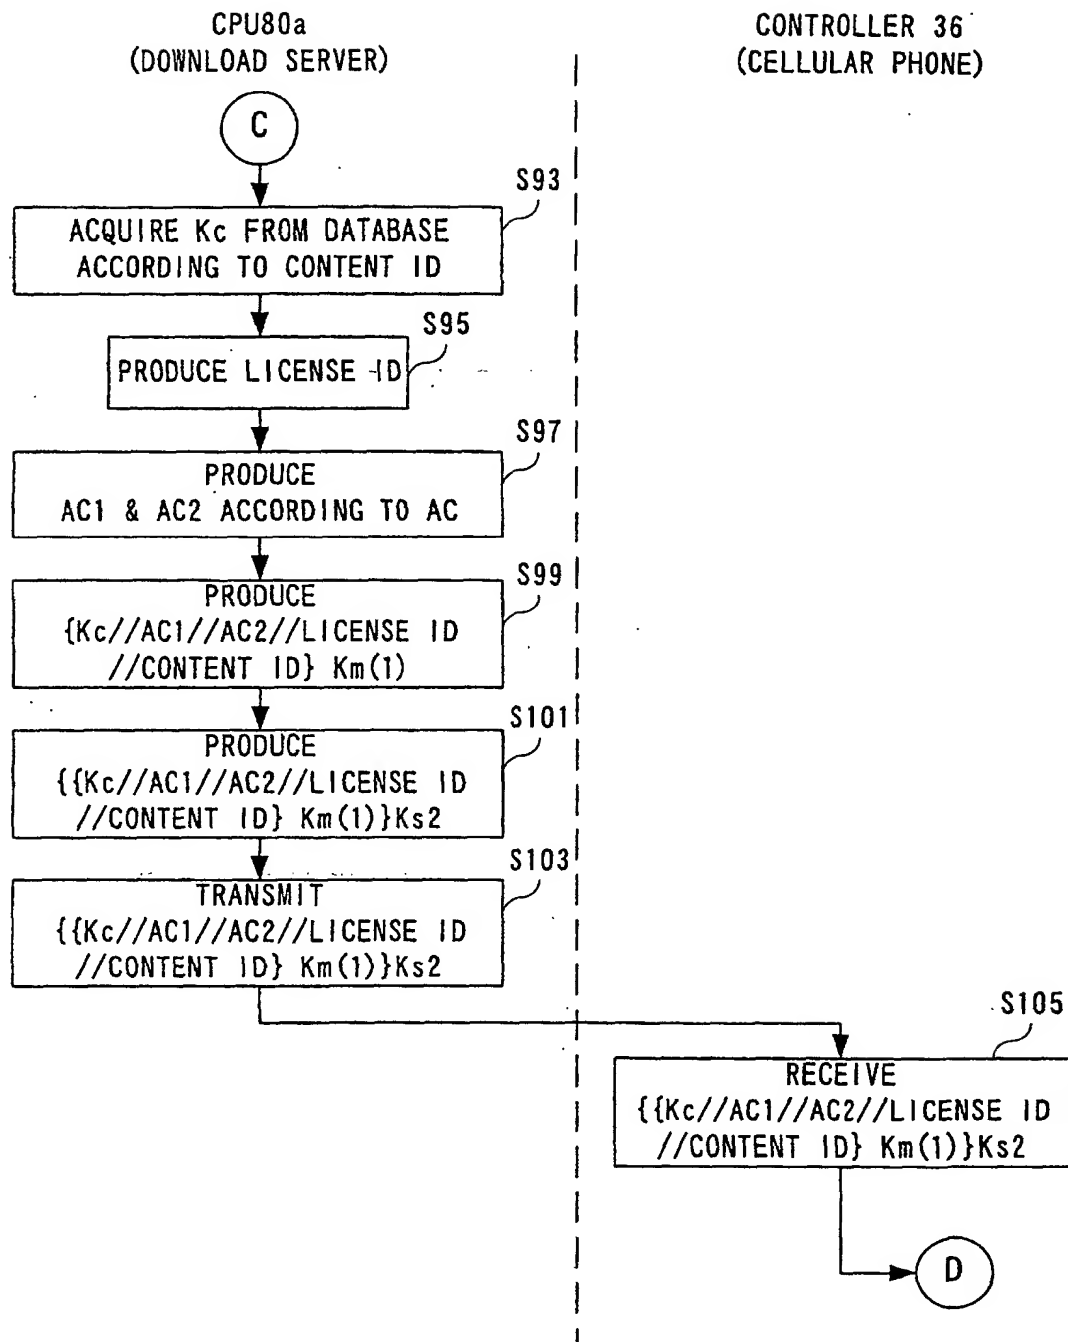 CPU80a
(DOWNLOAD SERVER)
CONTROLLER 36
(CELLULAR PHONE)
C
S93
ACQUIRE Kc FROM DATABASE
ACCORDING TO CONTENT ID
S95
PRODUCE LICENSE ID
S97
PRODUCE
AC1 & AC2 ACCORDING TO AC
S99
PRODUCE
{Kc//AC1//AC2//LICENSE ID
//CONTENT ID} Km(1)
S101
PRODUCE
{{Kc//AC1//AC2//LICENSE ID
//CONTENT ID} Km(1)}Ks2
S103
TRANSMIT
{{Kc//AC1//AC2//LICENSE ID
//CONTENT ID} Km(1)}Ks2
S105
RECEIVE
{{Kc//AC1//AC2//LICENSE ID
//CONTENT ID} Km(1)}Ks2
D